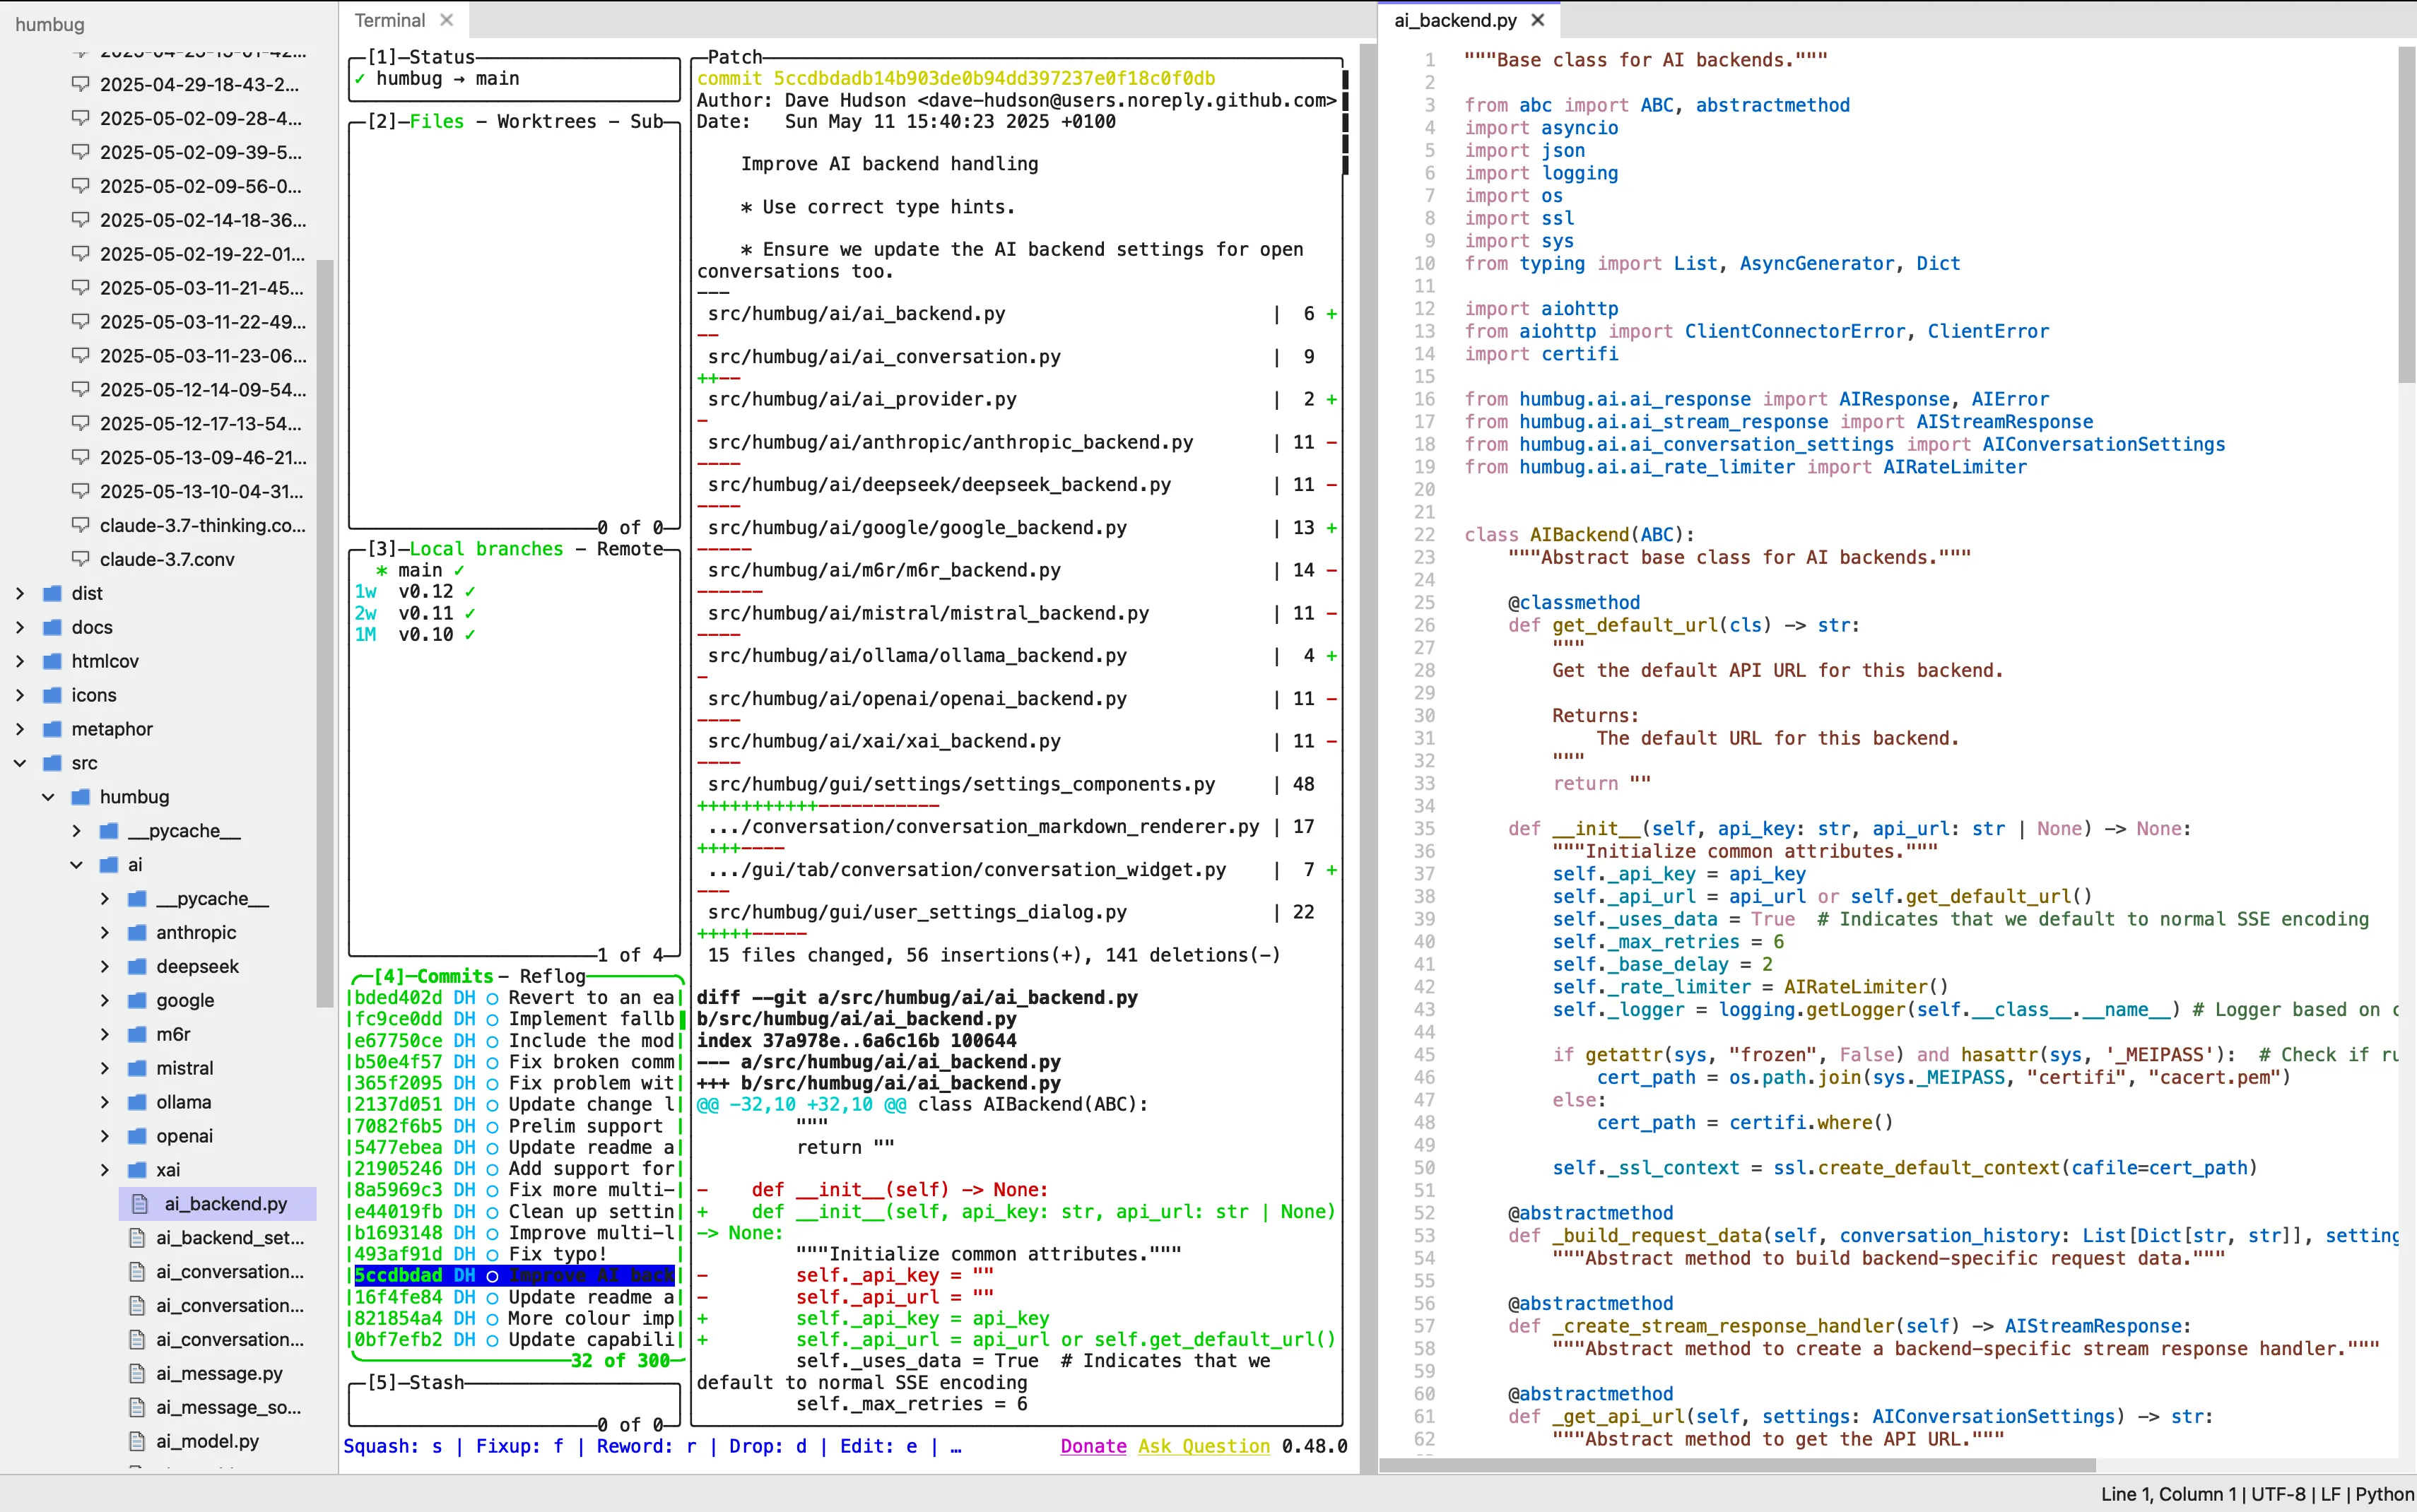 humbug
2025-04-29-18-43-2...
2025-05-02-09-28-4...
2025-05-02-09-39-5...
2025-05-02-09-56-0...
2025-05-02-14-18-36...
2025-05-02-19-22-01...
2025-05-03-11-21-45...
2025-05-03-11-22-49...
2025-05-03-11-23-06...
2025-05-12-14-09-54...
2025-05-12-17-13-54...
2025-05-13-09-46-21...
2025-05-13-10-04-31...
claude-3.7-thinking.co...
claude-3.7.conv
dist
docs
htmlcov
icons
metaphor
src
humbug
__pycache__
ai
__pycache__
anthropic
deepseek
google
m6r
mistral
ollama
openai
xai
ai_backend.py
ai_backend_set...
ai_conversation...
ai_conversation...
ai_conversation...
ai_message.py
ai_message_so...
ai_model.py
Terminal
[1]—Status
✓ humbug → main
[2]—Files – Worktrees – Sub
0 of 0
[3]—Local branches – Remote
* main ✓
1w v0.12 ✓
2w v0.11 ✓
1M v0.10 ✓
1 of 4
[4]—Commits – Reflog
bded402d DH ○ Revert to an ea
fc9ce0dd DH ○ Implement fallb
e67750ce DH ○ Include the mod
b50e4f57 DH ○ Fix broken comm
365f2095 DH ○ Fix problem wit
2137d051 DH ○ Update change l
7082f6b5 DH ○ Prelim support
5477ebea DH ○ Update readme a
21905246 DH ○ Add support for
8a5969c3 DH ○ Fix more multi-
e44019fb DH ○ Clean up settin
b1693148 DH ○ Improve multi-l
493af91d DH ○ Fix typo!
5ccdbdad DH ○ Improve AI back
16f4fe84 DH ○ Update readme a
821854a4 DH ○ More colour imp
0bf7efb2 DH ○ Update capabili
32 of 300
[5]—Stash
0 of 0
Squash: s | Fixup: f | Reword: r | Drop: d | Edit: e | …
Donate Ask Question 0.48.0
Patch
commit 5ccdbdadb14b903de0b94dd397237e0f18c0f0db
Author: Dave Hudson <dave-hudson@users.noreply.github.com>
Date:   Sun May 11 15:40:23 2025 +0100
Improve AI backend handling
* Use correct type hints.
* Ensure we update the AI backend settings for open
conversations too.
---
src/humbug/ai/ai_backend.py | 6 +
--
src/humbug/ai/ai_conversation.py | 9
++--
src/humbug/ai/ai_provider.py | 2 +
-
src/humbug/ai/anthropic/anthropic_backend.py | 11 -
----
src/humbug/ai/deepseek/deepseek_backend.py | 11 -
----
src/humbug/ai/google/google_backend.py | 13 +
-----
src/humbug/ai/m6r/m6r_backend.py | 14 -
------
src/humbug/ai/mistral/mistral_backend.py | 11 -
----
src/humbug/ai/ollama/ollama_backend.py | 4 +
-
src/humbug/ai/openai/openai_backend.py | 11 -
----
src/humbug/ai/xai/xai_backend.py | 11 -
----
src/humbug/gui/settings/settings_components.py | 48
+++++++++++-----------
.../conversation/conversation_markdown_renderer.py | 17
++++----
.../gui/tab/conversation/conversation_widget.py | 7 +
---
src/humbug/gui/user_settings_dialog.py | 22
+++++-----
15 files changed, 56 insertions(+), 141 deletions(-)
diff --git a/src/humbug/ai/ai_backend.py
b/src/humbug/ai/ai_backend.py
index 37a978e..6a6c16b 100644
--- a/src/humbug/ai/ai_backend.py
+++ b/src/humbug/ai/ai_backend.py
@@ -32,10 +32,10 @@ class AIBackend(ABC):
"""
return ""
-    def __init__(self) -> None:
+    def __init__(self, api_key: str, api_url: str | None)
-> None:
"""Initialize common attributes."""
-        self._api_key = ""
-        self._api_url = ""
+        self._api_key = api_key
+        self._api_url = api_url or self.get_default_url()
self._uses_data = True  # Indicates that we
default to normal SSE encoding
self._max_retries = 6
ai_backend.py
1 """Base class for AI backends."""
2
3 from abc import ABC, abstractmethod
4 import asyncio
5 import json
6 import logging
7 import os
8 import ssl
9 import sys
10 from typing import List, AsyncGenerator, Dict
11
12 import aiohttp
13 from aiohttp import ClientConnectorError, ClientError
14 import certifi
15
16 from humbug.ai.ai_response import AIResponse, AIError
17 from humbug.ai.ai_stream_response import AIStreamResponse
18 from humbug.ai.ai_conversation_settings import AIConversationSettings
19 from humbug.ai.ai_rate_limiter import AIRateLimiter
20
21
22 class AIBackend(ABC):
23     """Abstract base class for AI backends."""
24
25     @classmethod
26     def get_default_url(cls) -> str:
27         """
28         Get the default API URL for this backend.
29
30         Returns:
31             The default URL for this backend.
32         """
33         return ""
34
35     def __init__(self, api_key: str, api_url: str | None) -> None:
36         """Initialize common attributes."""
37         self._api_key = api_key
38         self._api_url = api_url or self.get_default_url()
39         self._uses_data = True  # Indicates that we default to normal SSE encoding
40         self._max_retries = 6
41         self._base_delay = 2
42         self._rate_limiter = AIRateLimiter()
43         self._logger = logging.getLogger(self.__class__.__name__) # Logger based on c
44
45         if getattr(sys, "frozen", False) and hasattr(sys, '_MEIPASS'):  # Check if ru
46             cert_path = os.path.join(sys._MEIPASS, "certifi", "cacert.pem")
47         else:
48             cert_path = certifi.where()
49
50         self._ssl_context = ssl.create_default_context(cafile=cert_path)
51
52     @abstractmethod
53     def _build_request_data(self, conversation_history: List[Dict[str, str]], setting
54         """Abstract method to build backend-specific request data."""
55
56     @abstractmethod
57     def _create_stream_response_handler(self) -> AIStreamResponse:
58         """Abstract method to create a backend-specific stream response handler."""
59
60     @abstractmethod
61     def _get_api_url(self, settings: AIConversationSettings) -> str:
62         """Abstract method to get the API URL."""
Line 1, Column 1 | UTF-8 | LF | Python